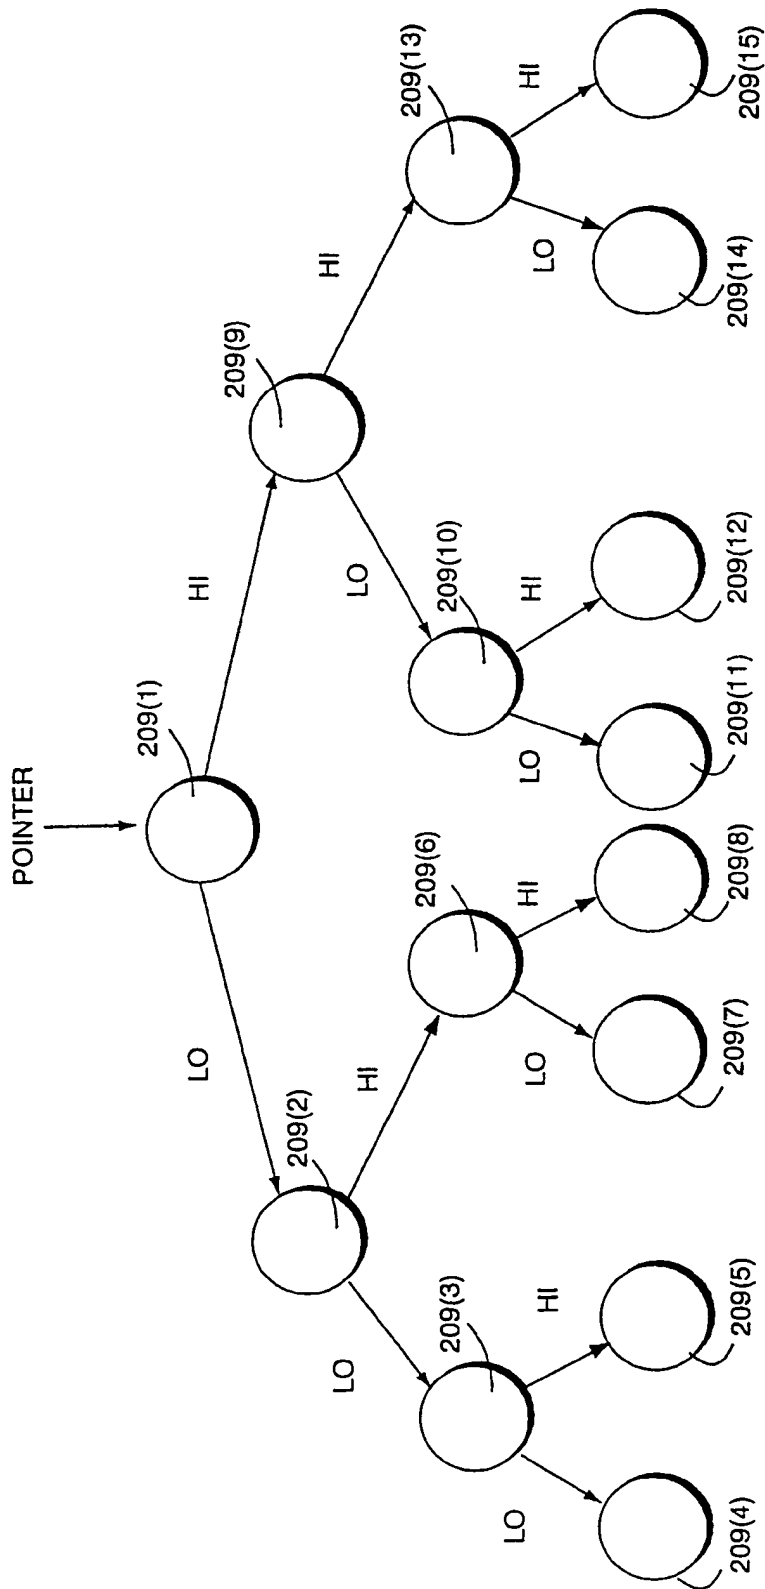 POINTER
209(1)
LO
HI
209(2)
209(9)
LO
HI
LO
HI
209(3)
209(6)
209(10)
209(13)
LO
HI
LO
HI
LO
HI
LO
HI
209(4)
209(5)
209(7)
209(8)
209(11)
209(12)
209(14)
209(15)